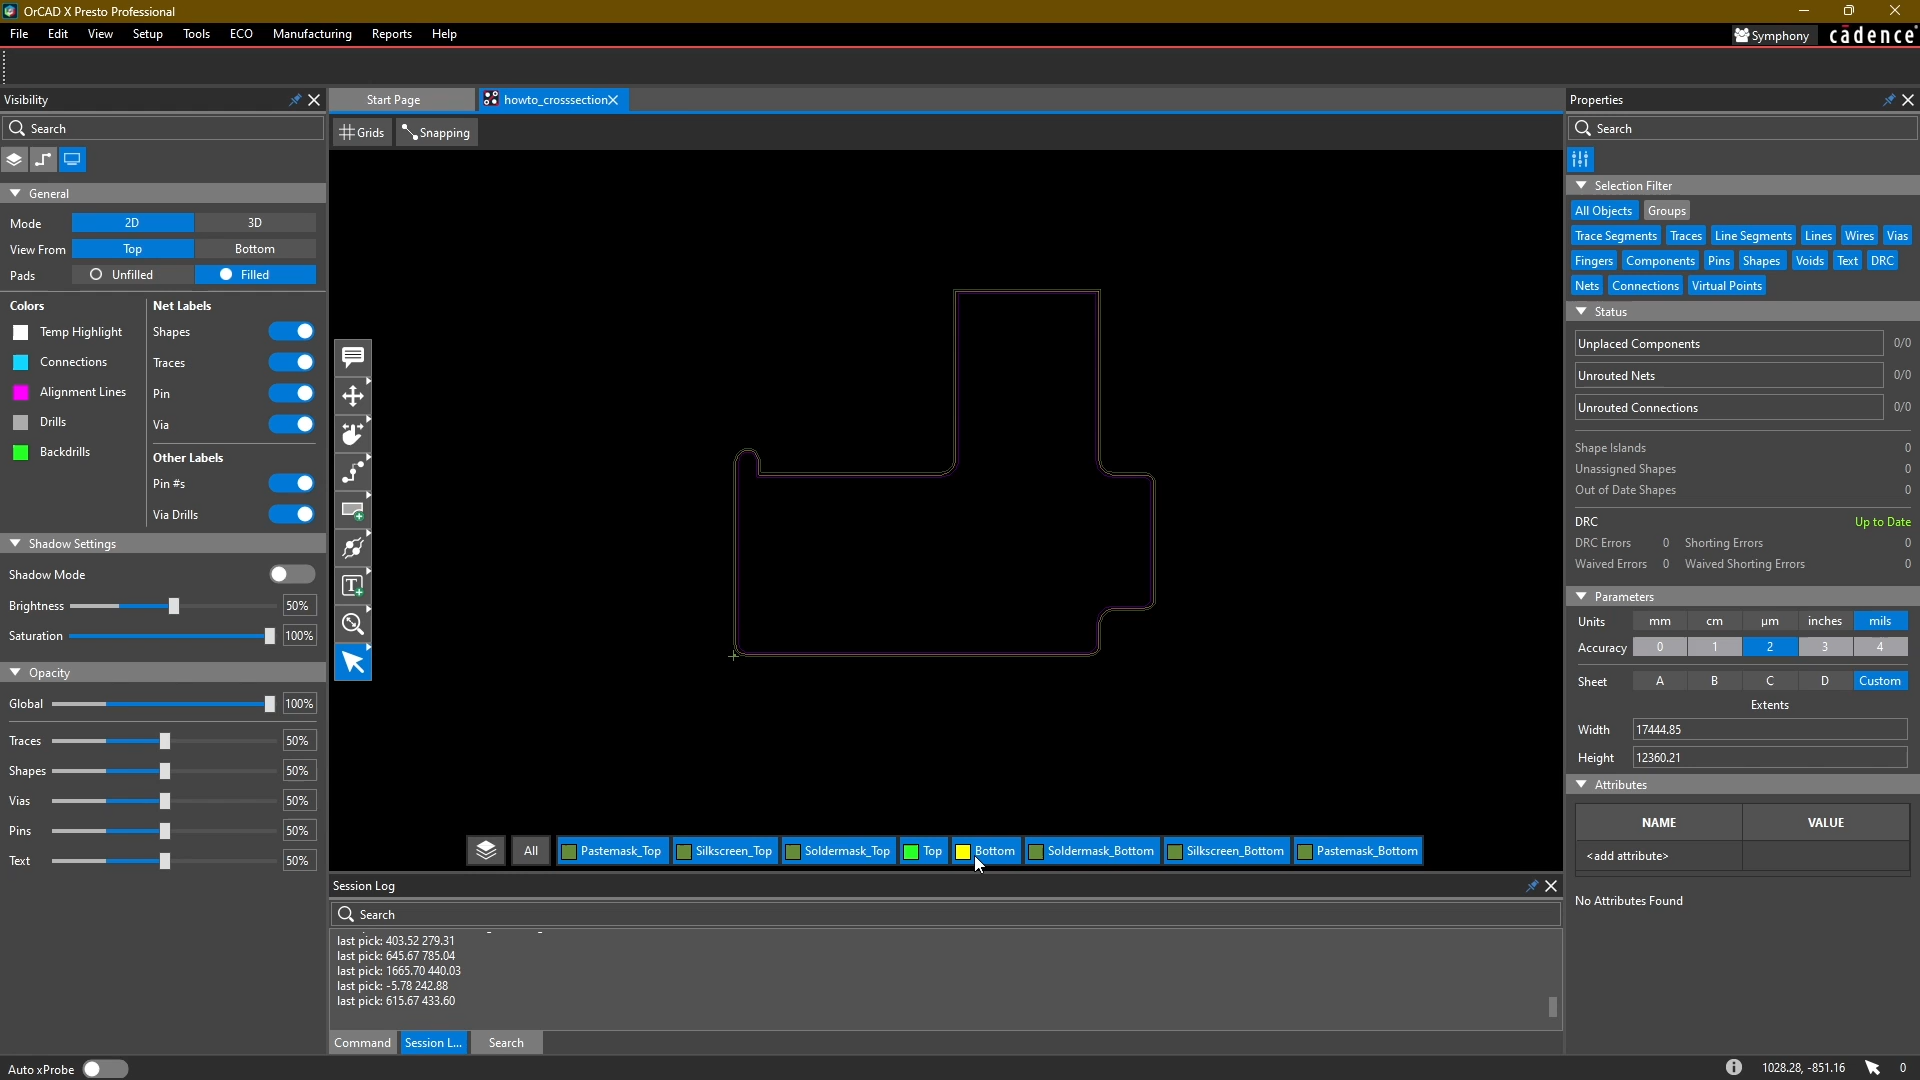 OrCAD X Presto Professional
File Edit View Setup Tools ECO Manufacturing Reports Help
Symphony cādence
Visibility
Search
General
Mode 2D 3D
View From Top Bottom
Pads Unfilled Filled
Colors
Temp Highlight
Connections
Alignment Lines
Drills
Backdrills
Net Labels
Shapes
Traces
Pin
Via
Other Labels
Pin #s
Via Drills
Shadow Settings
Shadow Mode
Brightness 50%
Saturation 100%
Opacity
Global 100%
Traces 50%
Shapes 50%
Vias 50%
Pins 50%
Text 50%
Start Page howto_crosssection
Grids Snapping
All Pastemask_Top Silkscreen_Top Soldermask_Top Top Bottom Soldermask_Bottom Silkscreen_Bottom Pastemask_Bottom
Session Log
Search
last pick: 403.52 279.31
last pick: 645.67 785.04
last pick: 1665.70 440.03
last pick: -5.78 242.88
last pick: 615.67 433.60
Command Session L... Search
Properties
Search
Selection Filter
All Objects Groups
Trace Segments Traces Line Segments Lines Wires Vias
Fingers Components Pins Shapes Voids Text DRC
Nets Connections Virtual Points
Status
Unplaced Components 0/0
Unrouted Nets 0/0
Unrouted Connections 0/0
Shape Islands 0
Unassigned Shapes 0
Out of Date Shapes 0
DRC Up to Date
DRC Errors 0 Shorting Errors 0
Waived Errors 0 Waived Shorting Errors 0
Parameters
Units mm cm µm inches mils
Accuracy 0 1 2 3 4
Sheet A B C D Custom
Extents
Width 17444.85
Height 12360.21
Attributes
NAME VALUE
<add attribute>
No Attributes Found
Auto xProbe
1028.28, -851.16 0